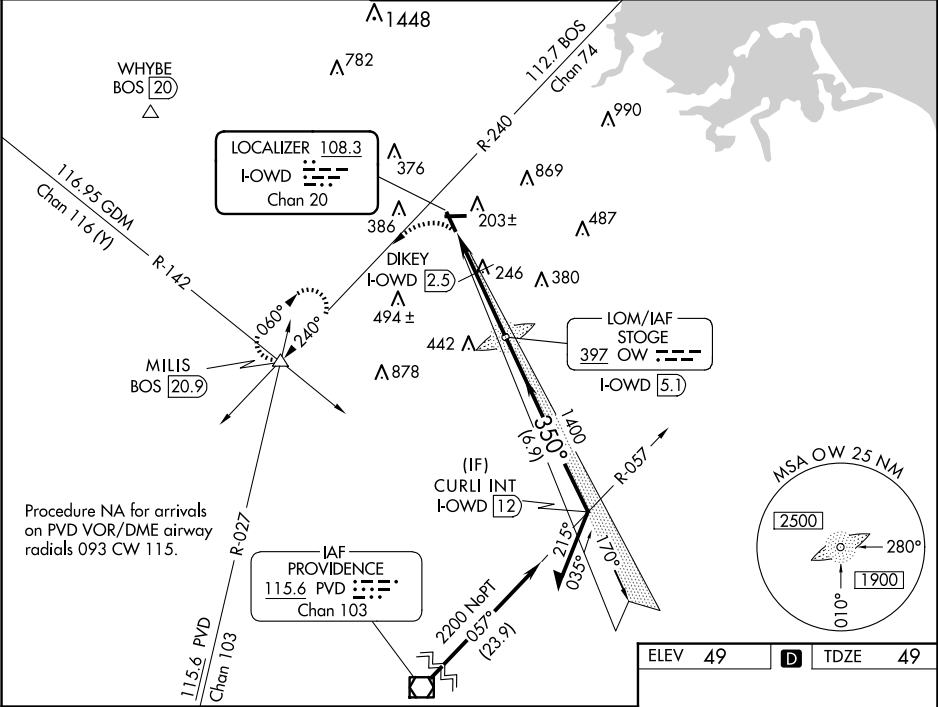 1448
782
WHYBE
BOS 20
112.7 BOS
Chan 74
990
R-240
LOCALIZER 108.3
I-OWD
Chan 20
376
869
116.95 GDM
Chan 116 (Y)
R-142
386
203±
487
DIKEY
I-OWD 2.5
246
380
060°
240°
494 ±
LOM/IAF
STOGE
397 OW
I-OWD 5.1
442
MILIS
BOS 20.9
878
1400
350°
(6.9)
R-057
(IF)
CURLI INT
I-OWD 12
MSA OW 25 NM
2500
280°
1900
010°
Procedure NA for arrivals
on PVD VOR/DME airway
radials 093 CW 115.
R-027
215°
035°
170°
IAF
PROVIDENCE
115.6 PVD
Chan 103
2200 NoPT
057°
(23.9)
115.6 PVD
Chan 103
ELEV 49 D TDZE 49